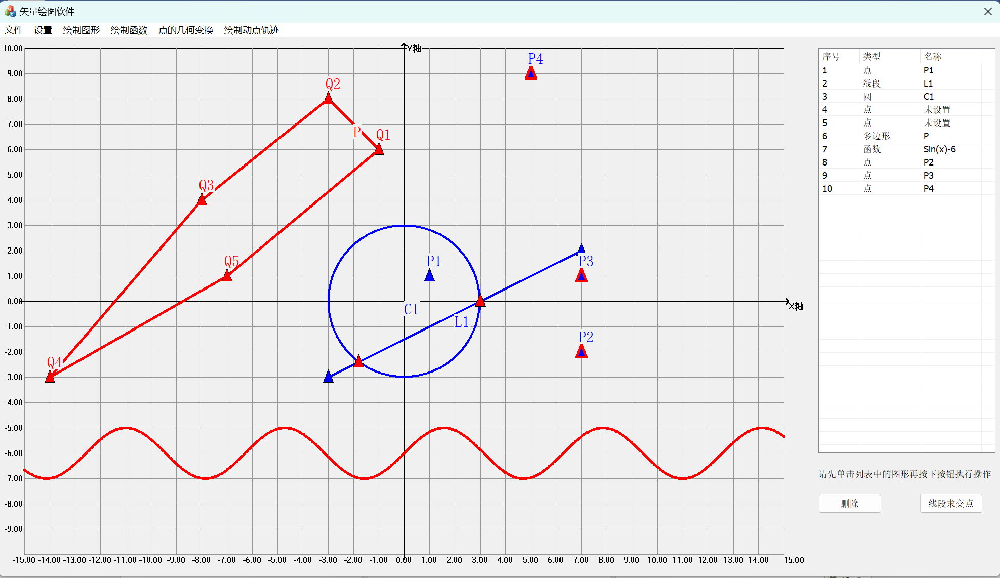 矢量绘图软件
文件 设置 绘制图形 绘制函数 点的几何变换 绘制动点轨迹
10.00
9.00
8.00
7.00
6.00
5.00
4.00
3.00
2.00
1.00
0.00
-1.00
-2.00
-3.00
-4.00
-5.00
-6.00
-7.00
-8.00
-9.00
-15.00 -14.00 -13.00 -12.00 -11.00 -10.00 -9.00 -8.00 -7.00 -6.00 -5.00 -4.00 -3.00 -2.00 -1.00 0.00 1.00 2.00 3.00 4.00 5.00 6.00 7.00 8.00 9.00 10.00 11.00 12.00 13.00 14.00 15.00
Y轴
X轴
P4
Q2
P
Q1
Q3
Q5
P1
P3
C1
L1
P2
Q4
序号 类型 名称
1 点 P1
2 线段 L1
3 圆 C1
4 点 未设置
5 点 未设置
6 多边形 P
7 函数 Sin(x)-6
8 点 P2
9 点 P3
10 点 P4
请先单击列表中的图形再按下按钮执行操作
删除 线段求交点